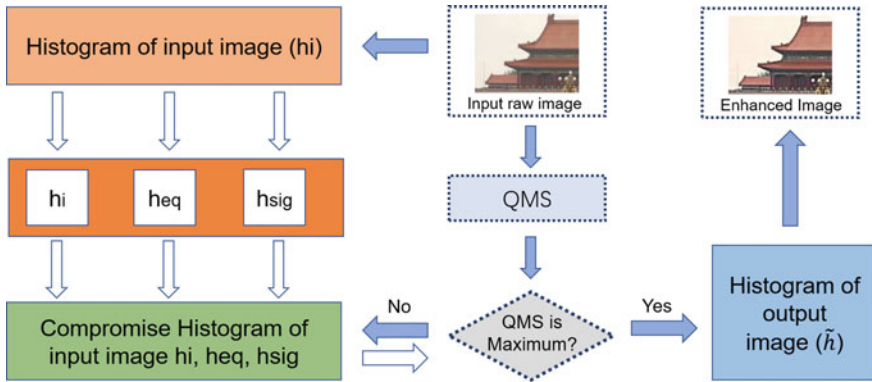 Histogram of input image (hi)
Input raw image
Enhanced Image
hi
heq
hsig
QMS
Compromise Histogram of
input image hi, heq, hsig
No
QMS is
Maximum?
Yes
Histogram of
output
image (h̃)